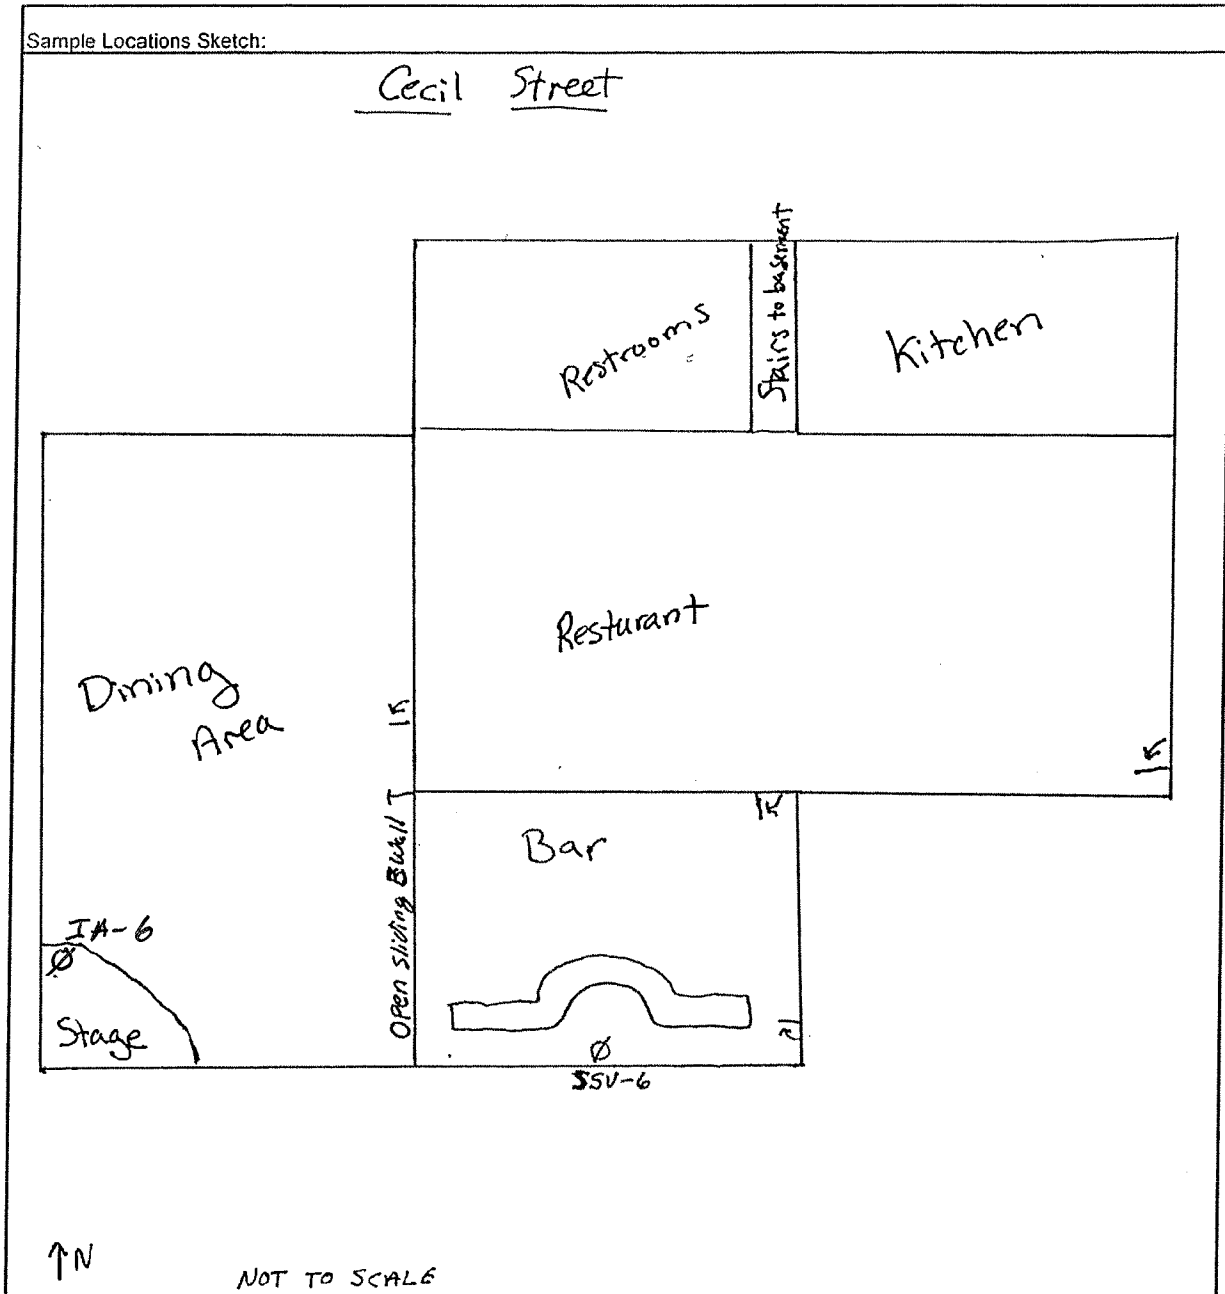 Sample Locations Sketch:
Cecil Street
Stairs to basement
Restrooms
Kitchen
Resturant
Dining
Area
Open Sliding Wall
Bar
IA-6
Stage
SSV-6
↑N
NOT TO SCALE